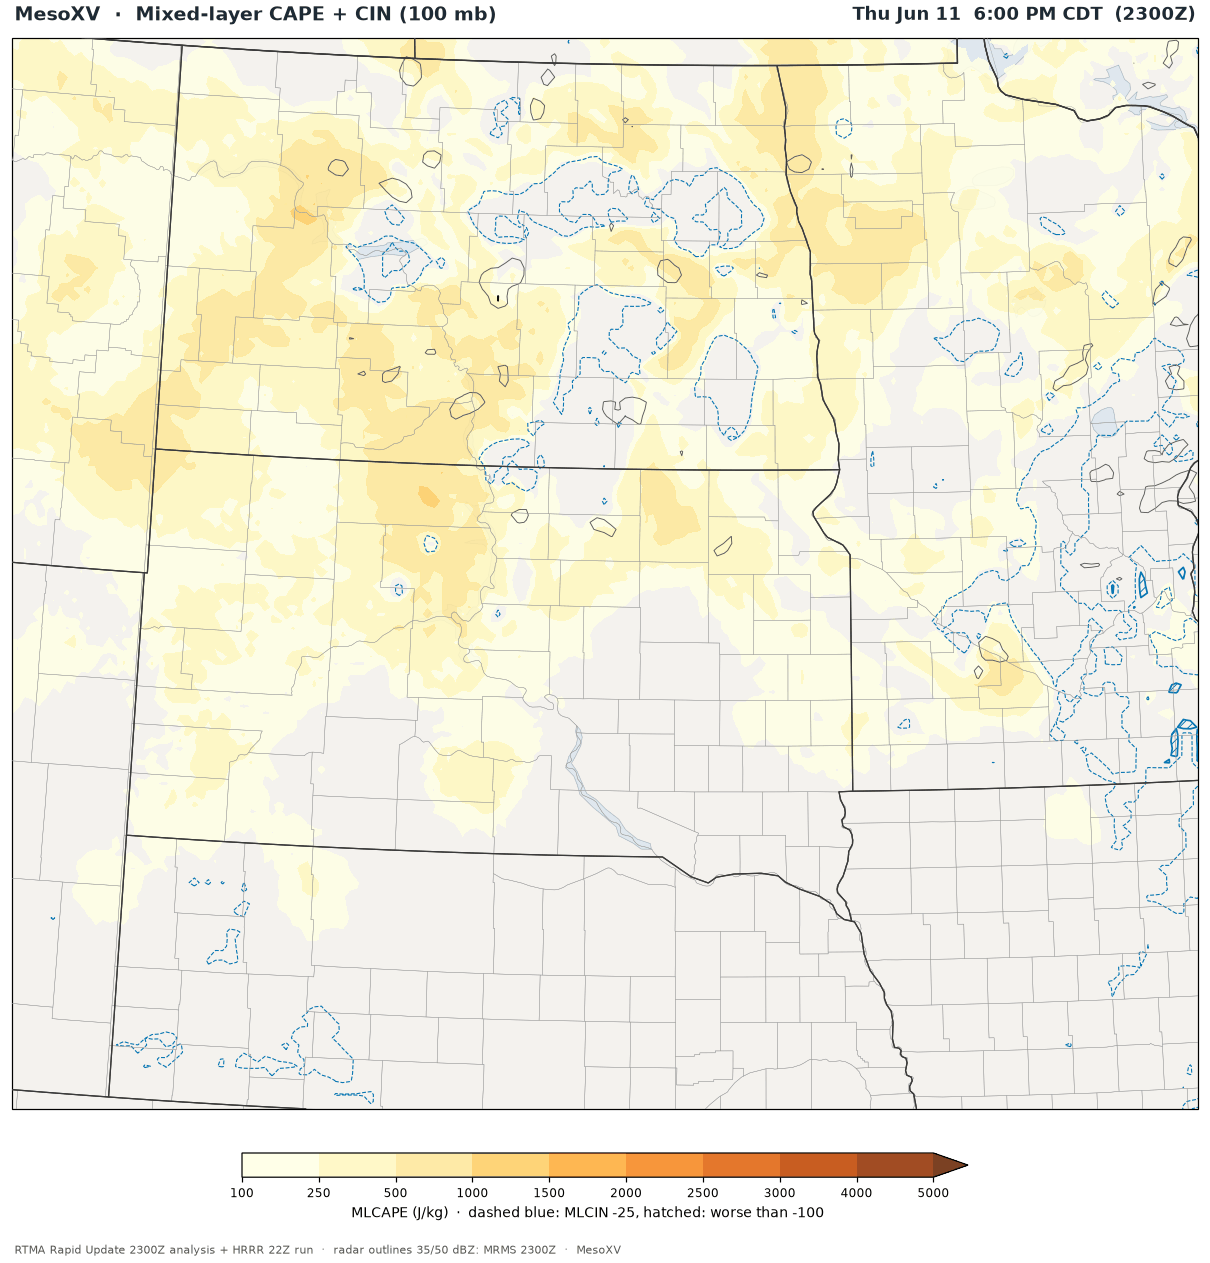 MesoXV · Mixed-layer CAPE + CIN (100 mb)
Thu Jun 11 6:00 PM CDT (2300Z)
100 250 500 1000 1500 2000 2500 3000 4000 5000
MLCAPE (J/kg) · dashed blue: MLCIN -25, hatched: worse than -100
RTMA Rapid Update 2300Z analysis + HRRR 22Z run · radar outlines 35/50 dBZ: MRMS 2300Z · MesoXV